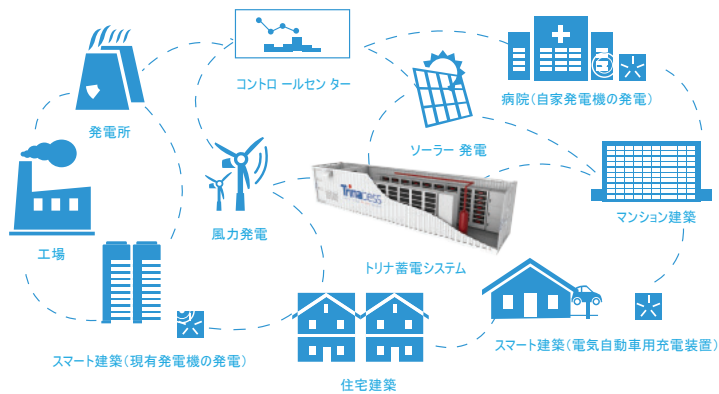 コントロールセンター
病院（自家発電機の発電）
発電所
ソーラー 発電
Trinabess
マンション建築
風力発電
工場
トリナ蓄電システム
スマート建築（電気自動車用充電装置）
スマート建築（現有発電機の発電）
住宅建築